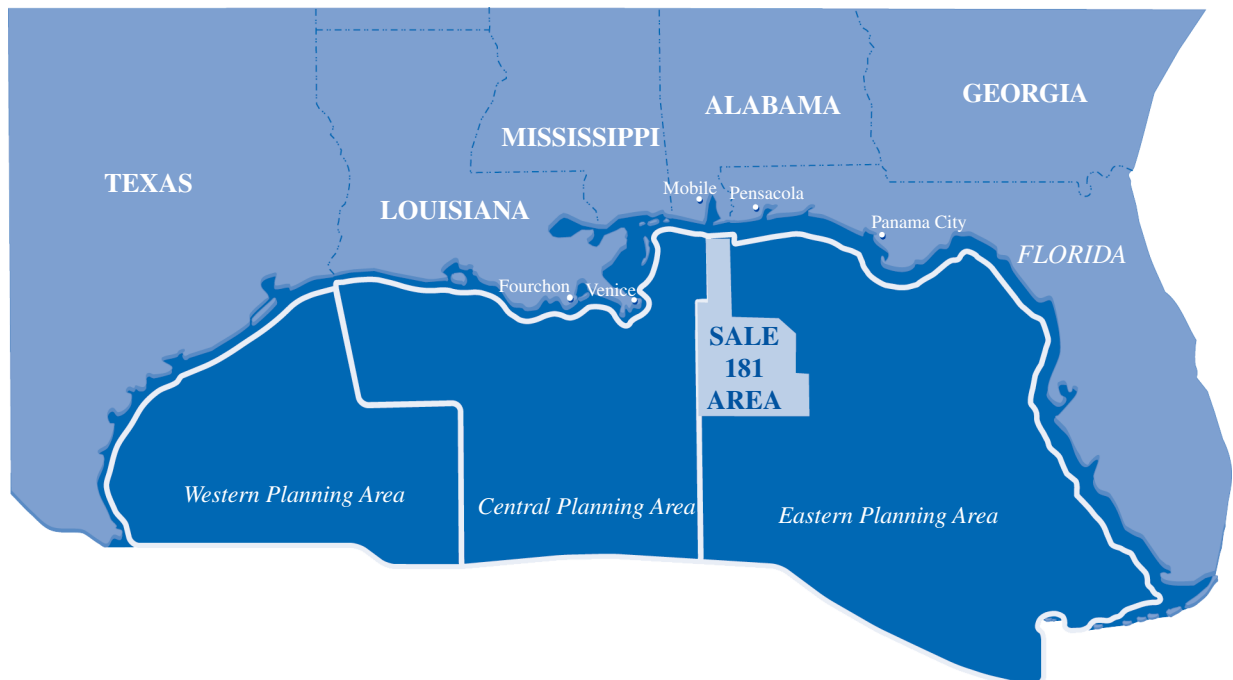 GEORGIA
ALABAMA
MISSISSIPPI
TEXAS
Mobile
Pensacola
LOUISIANA
Panama City
FLORIDA
Fourchon
Venice
SALE
181
AREA
Western Planning Area
Central Planning Area
Eastern Planning Area